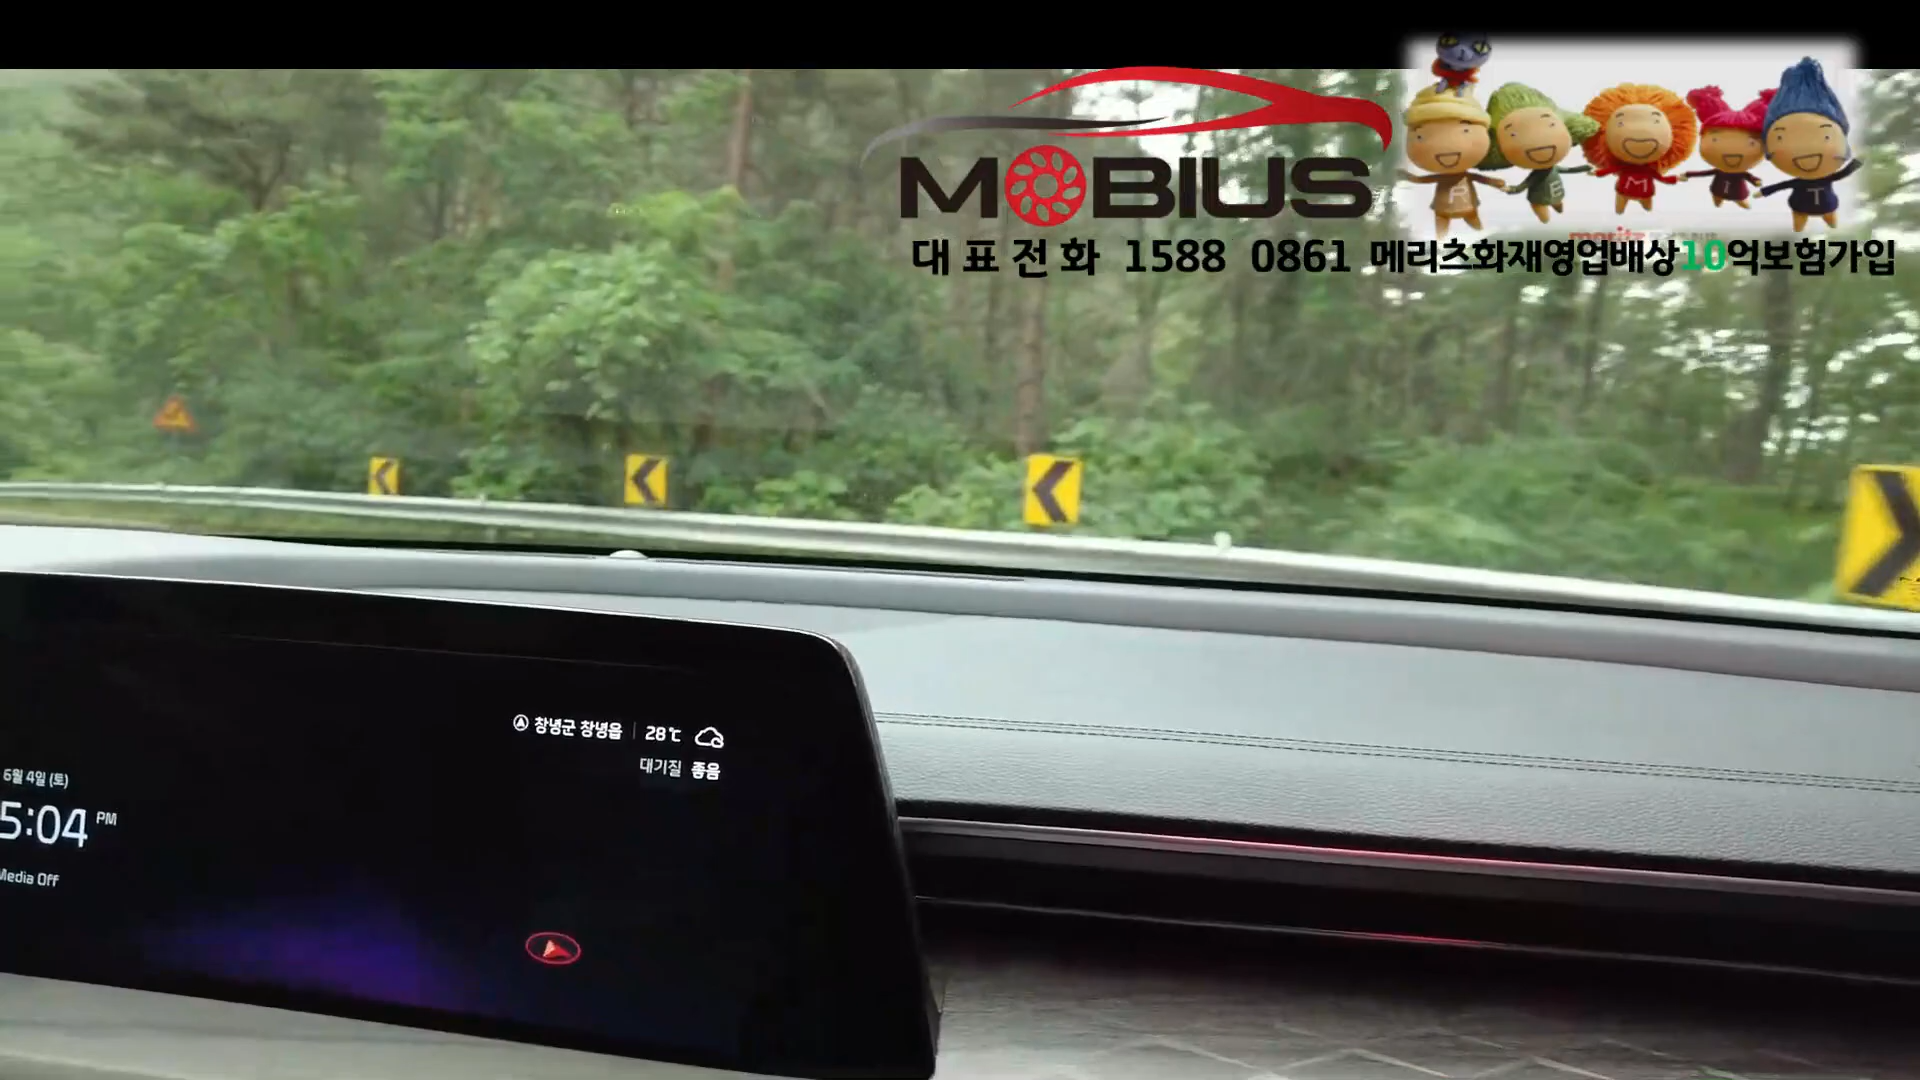 MOBIUS
R E M I T
대표전화 1588 0861 메리츠화재영업배상10억보험가입
창녕군 창녕읍 | 28℃
대기질 좋음
6월 4일 (토)
5:04 PM
Media Off